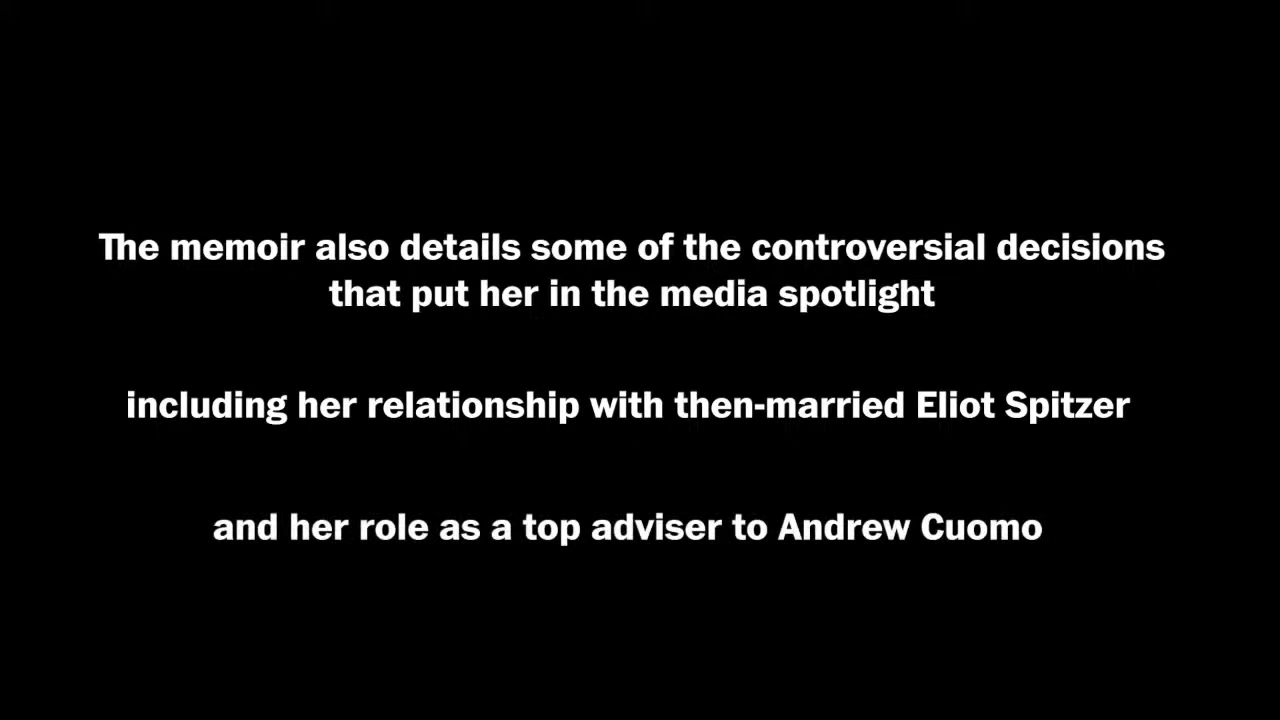 The memoir also details some of the controversial decisions
that put her in the media spotlight
including her relationship with then-married Eliot Spitzer
and her role as a top adviser to Andrew Cuomo